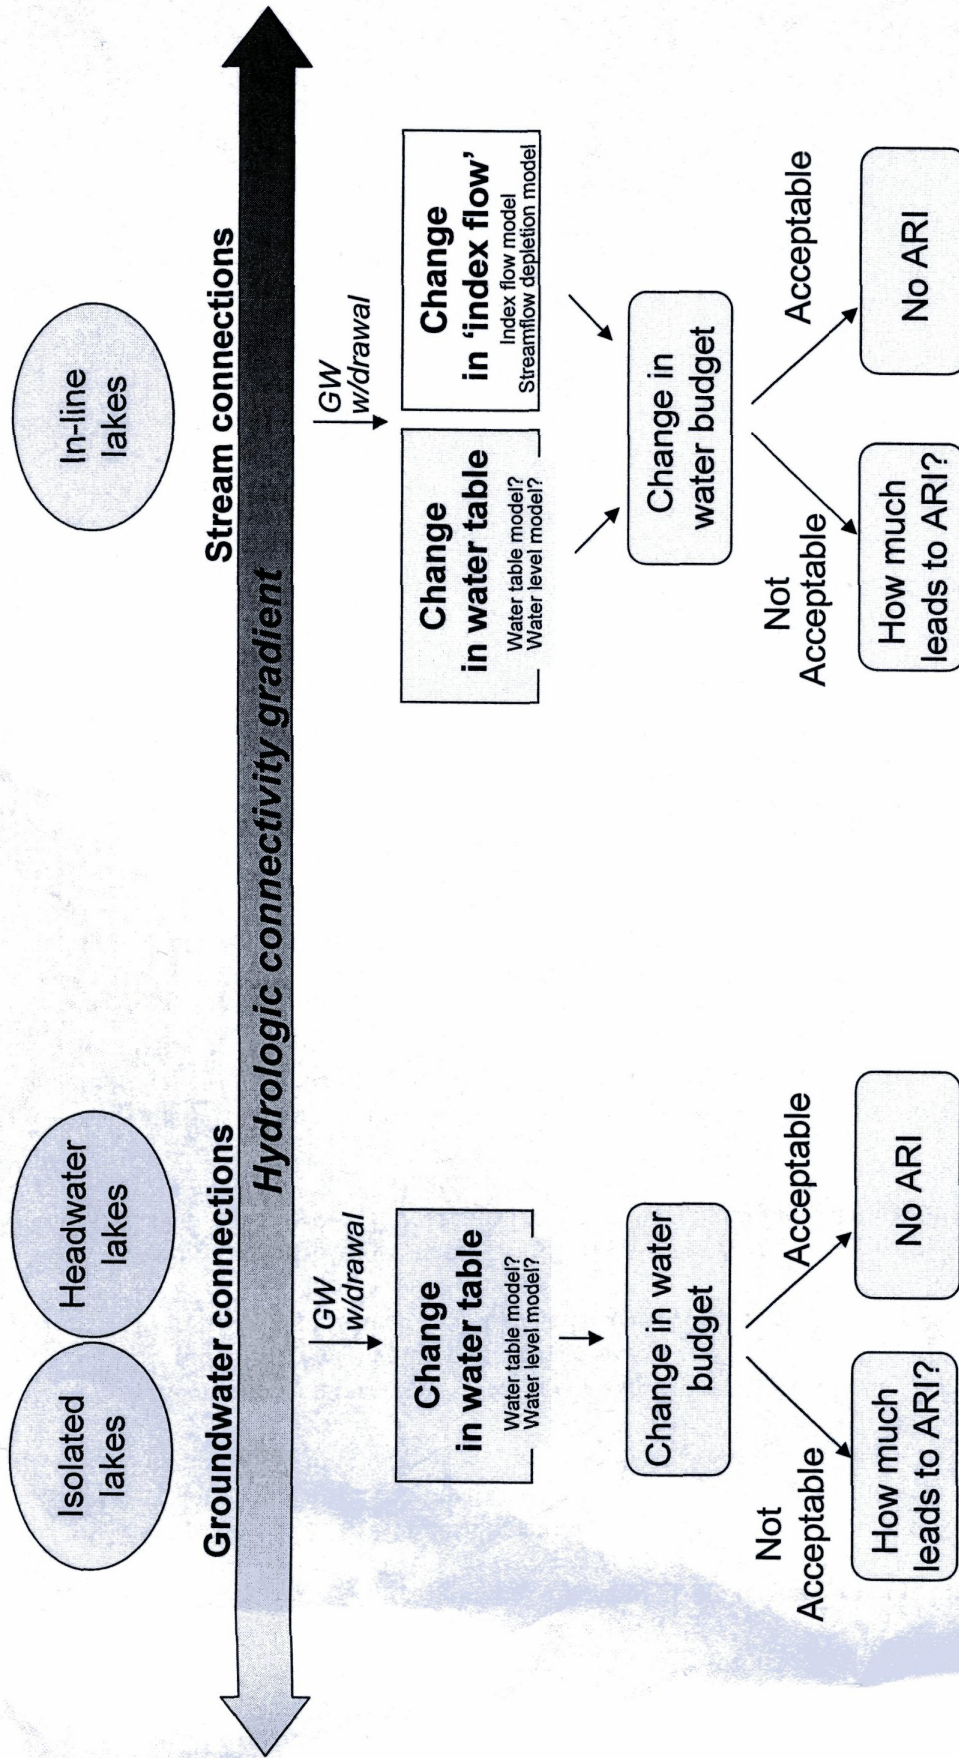 Isolated
lakes
Headwater
lakes
In-line
lakes
Groundwater connections
Stream connections
Hydrologic connectivity gradient
GW
w/drawal
Change
in water table
Water table model?
Water level model?
Change in water
budget
Not
Acceptable
Acceptable
How much
leads to ARI?
No ARI
GW
w/drawal
Change
in water table
Water table model?
Water level model?
Change
in ‘index flow’
Index flow model
Streamflow depletion model
Change in
water budget
Not
Acceptable
Acceptable
How much
leads to ARI?
No ARI